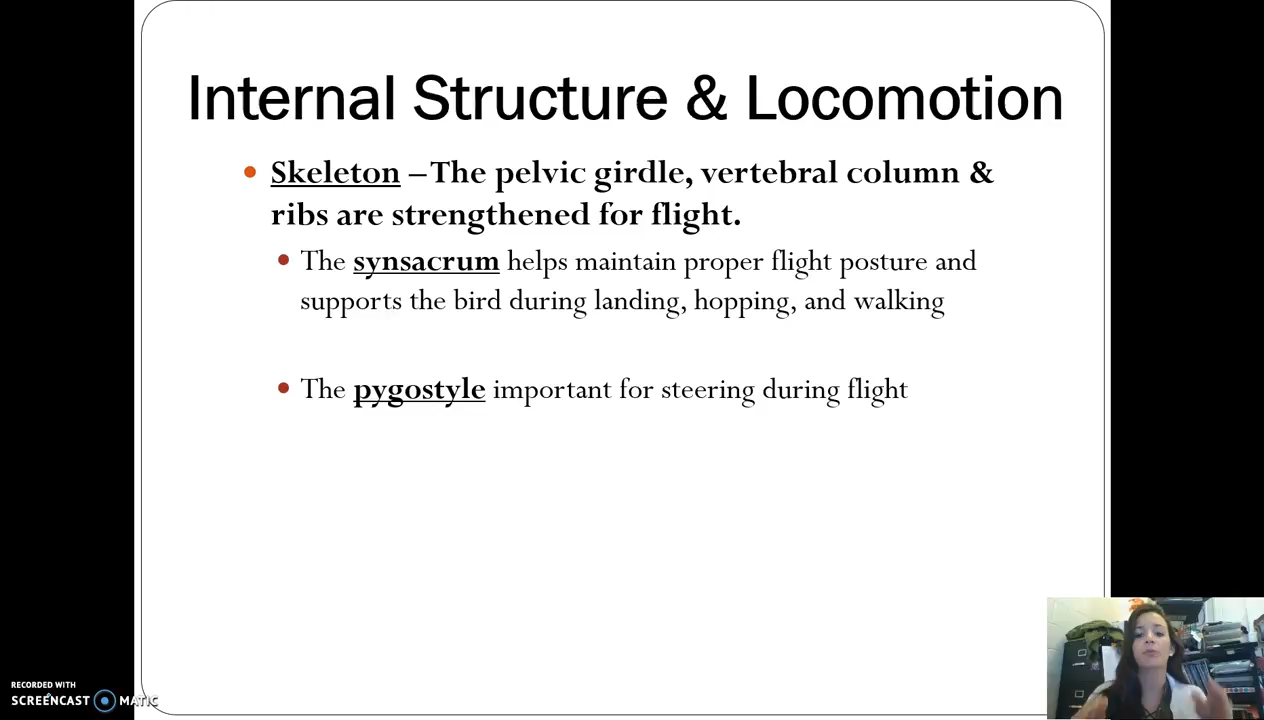 Internal Structure & Locomotion
• Skeleton – The pelvic girdle, vertebral column &
ribs are strengthened for flight.
• The synsacrum helps maintain proper flight posture and
supports the bird during landing, hopping, and walking
• The pygostyle important for steering during flight
RECORDED WITH
SCREENCAST MATIC